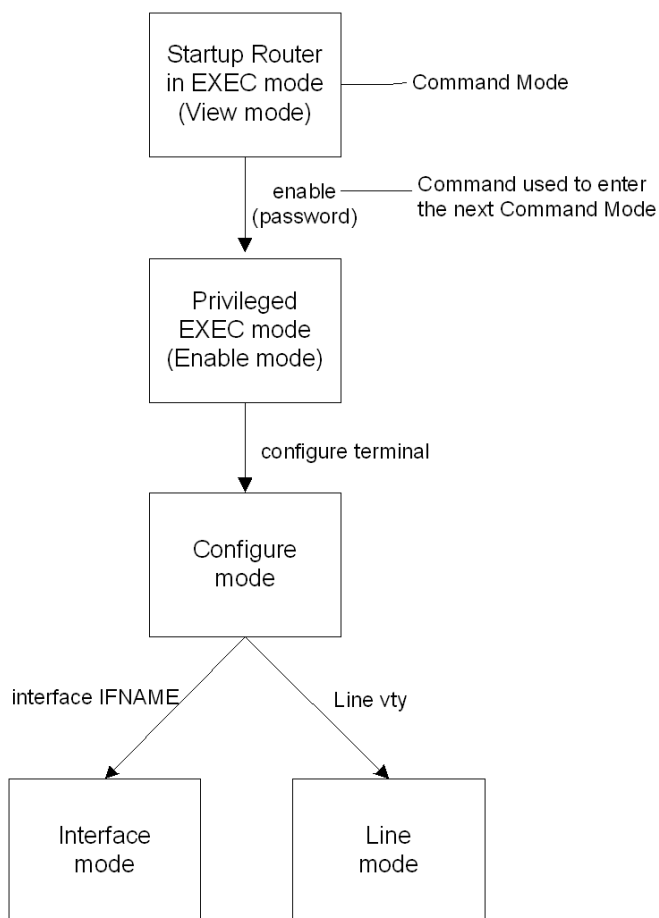 Startup Router
in EXEC mode
(View mode)
Command Mode
enable
(password)
Command used to enter
the next Command Mode
Privileged
EXEC mode
(Enable mode)
configure terminal
Configure
mode
interface IFNAME
Line vty
Interface
mode
Line
mode